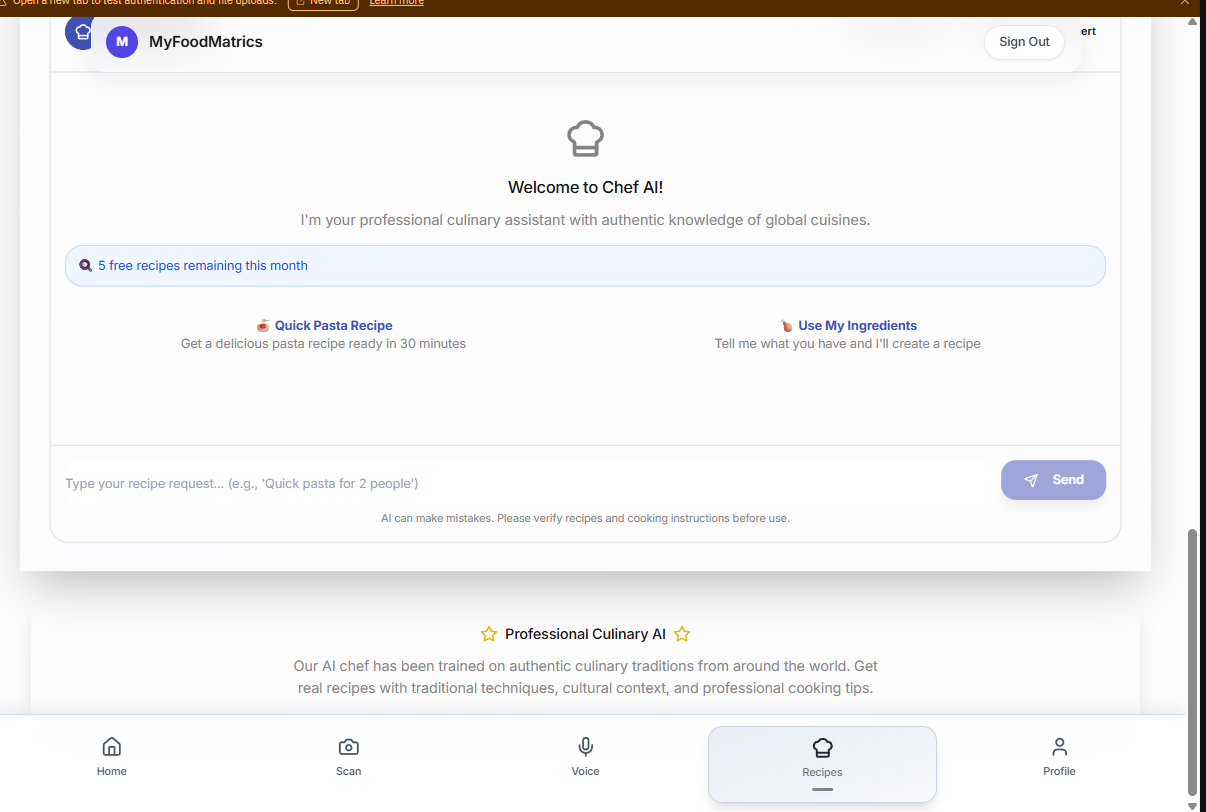 Open a new tab to test authentication and file uploads. New tab Learn more
M MyFoodMatrics
Sign Out
ert
Welcome to Chef AI!
I'm your professional culinary assistant with authentic knowledge of global cuisines.
5 free recipes remaining this month
Quick Pasta Recipe
Get a delicious pasta recipe ready in 30 minutes
Use My Ingredients
Tell me what you have and I'll create a recipe
Type your recipe request... (e.g., 'Quick pasta for 2 people')
Send
AI can make mistakes. Please verify recipes and cooking instructions before use.
Professional Culinary AI
Our AI chef has been trained on authentic culinary traditions from around the world. Get
real recipes with traditional techniques, cultural context, and professional cooking tips.
Home
Scan
Voice
Recipes
Profile